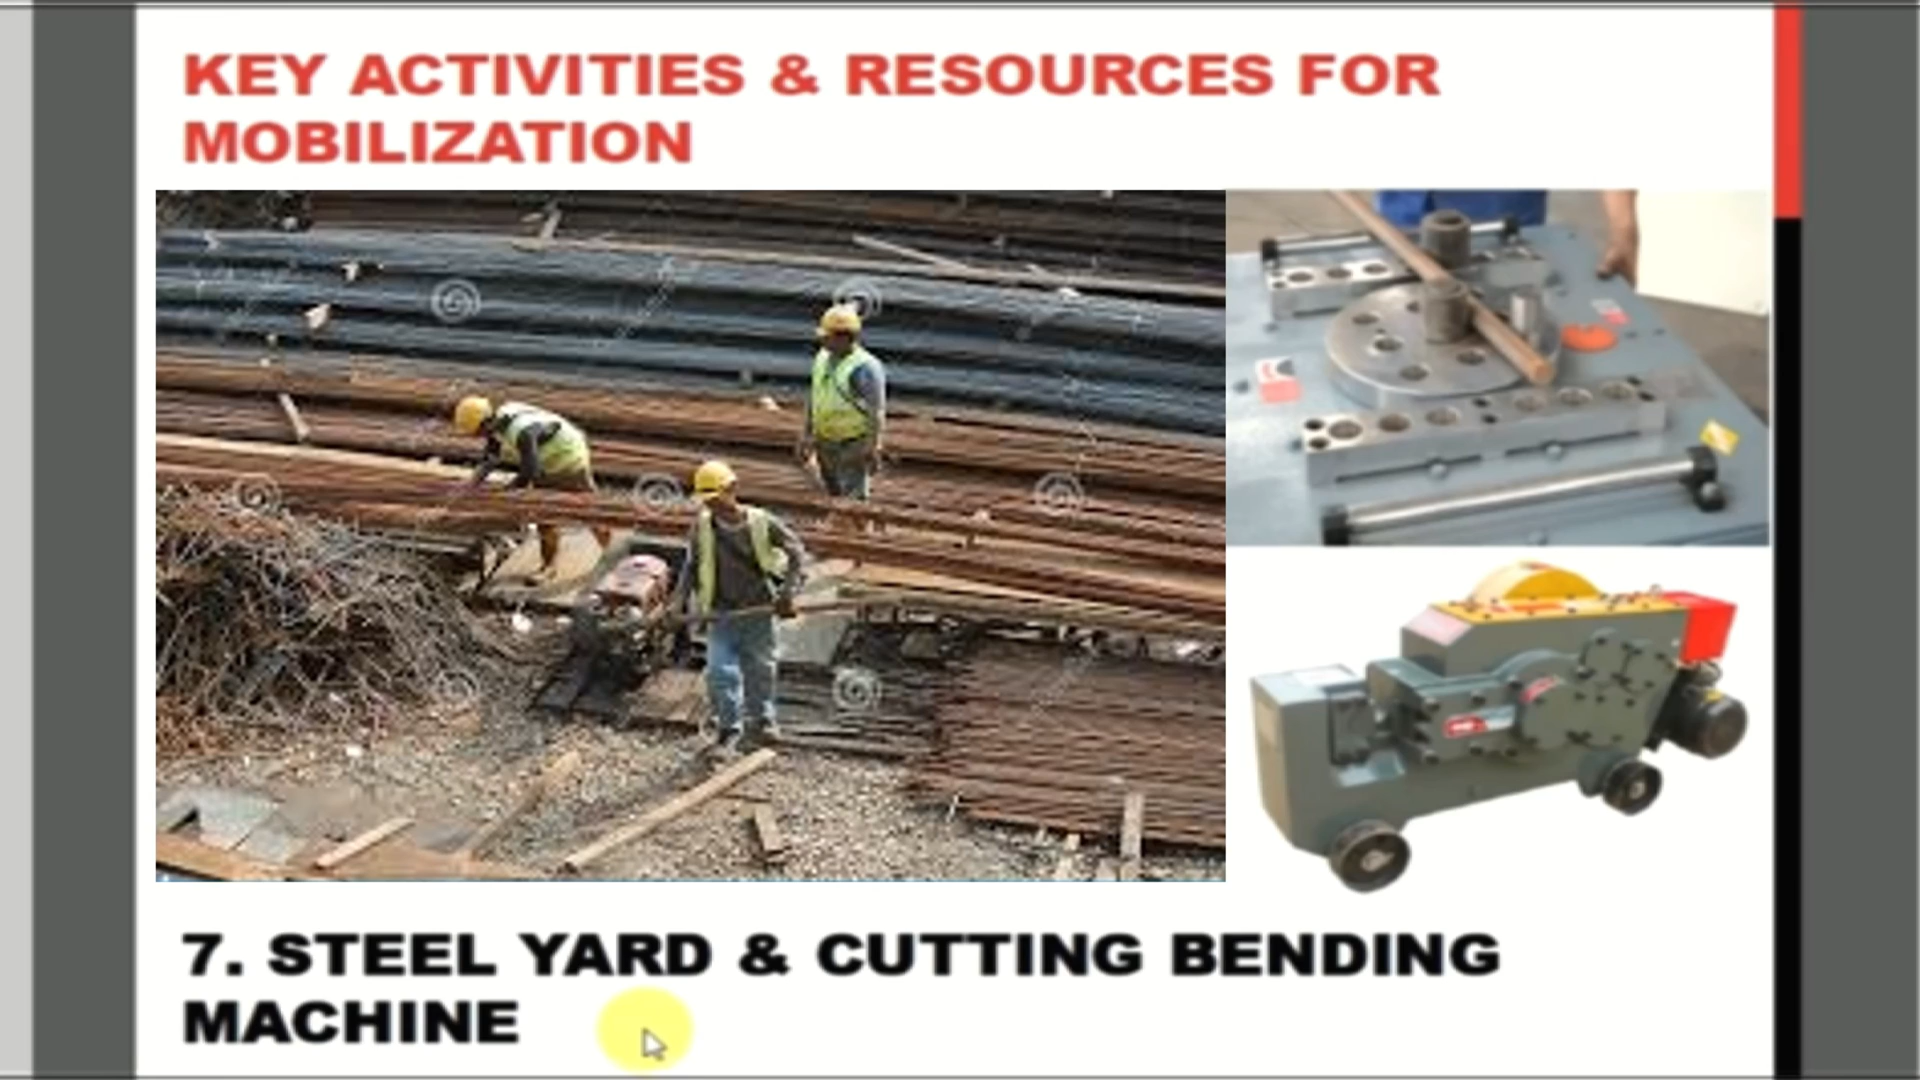 KEY ACTIVITIES & RESOURCES FOR
MOBILIZATION
7. STEEL YARD & CUTTING BENDING
MACHINE